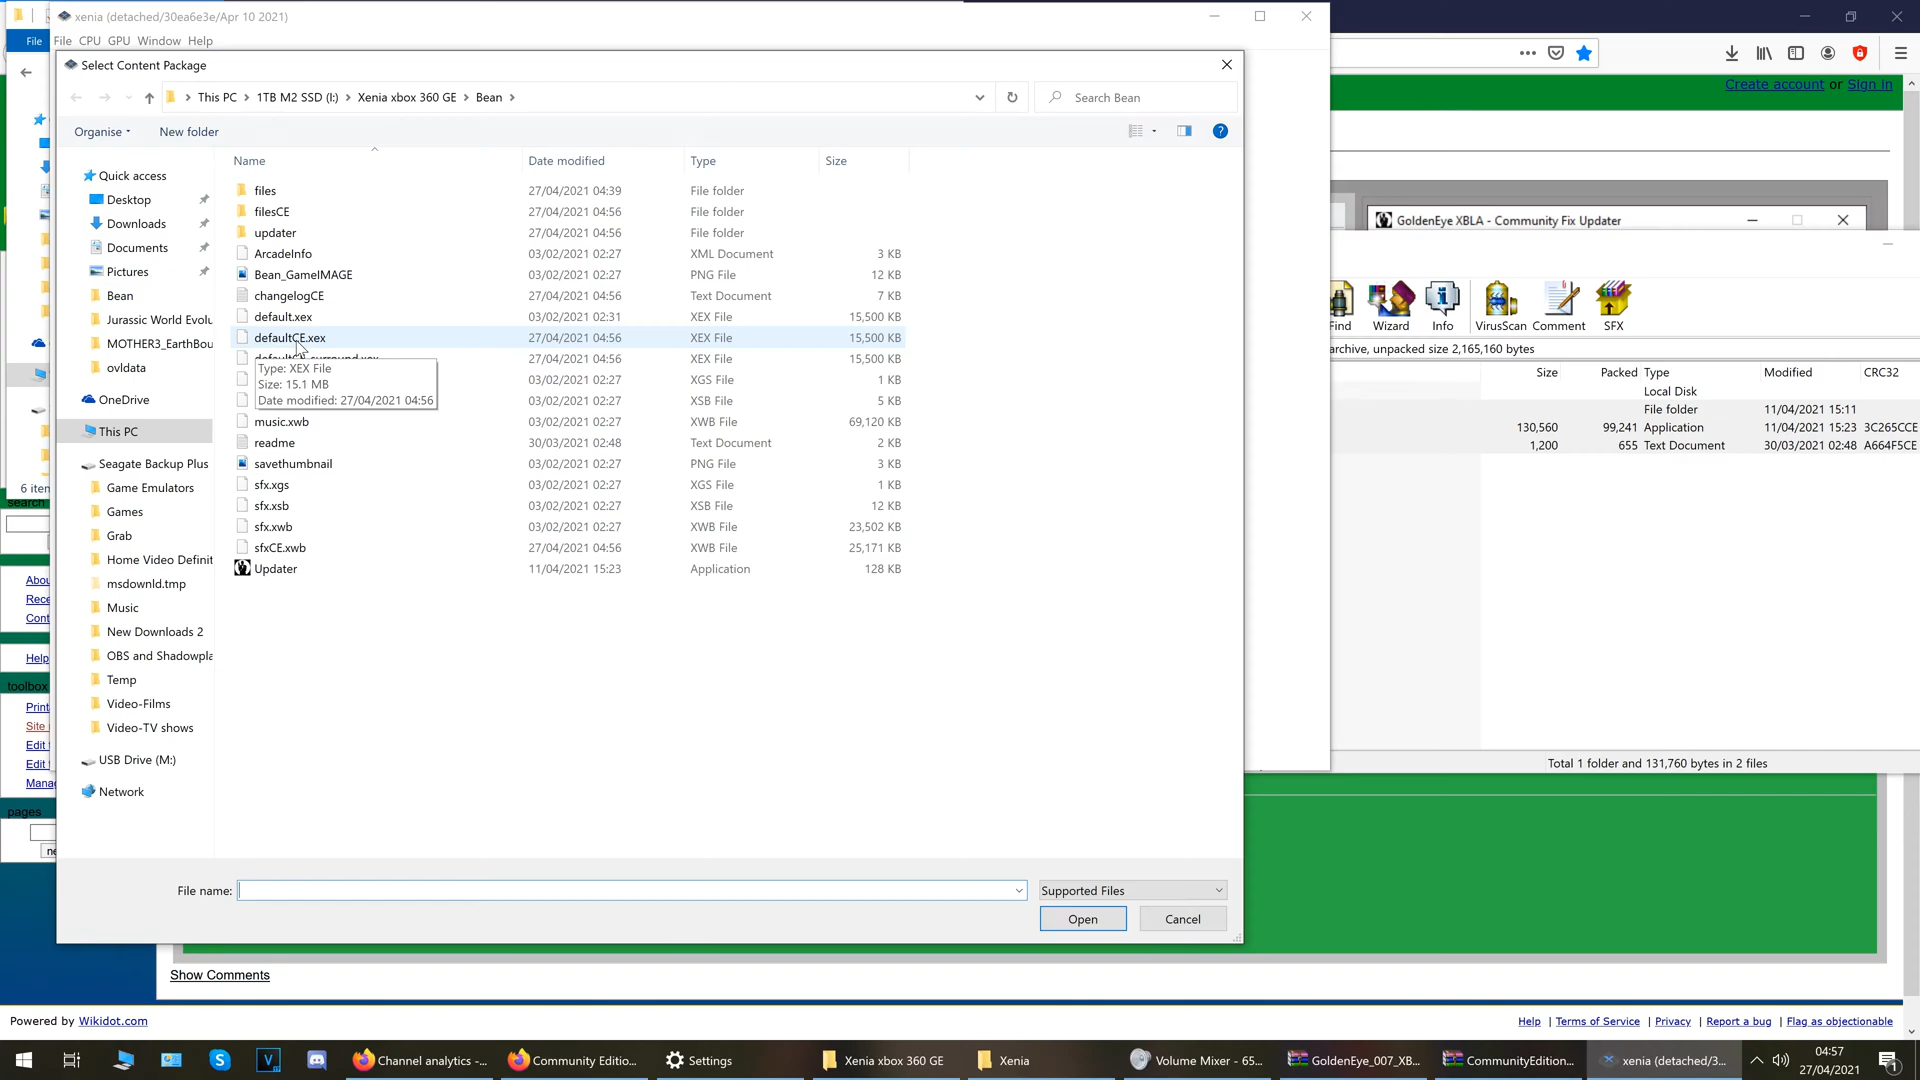 xenia (detached/30ea6e3e/Apr 10 2021)
File
File CPU GPU Window Help
Select Content Package
This PC > 1TB M2 SSD (I:) > Xenia xbox 360 GE > Bean >
Search Bean
Create account or Sign in
Organise
New folder
Name Date modified Type Size
Quick access
Desktop
Downloads
Documents
Pictures
Bean
Jurassic World Evolu
MOTHER3_EarthBou
ovldata
OneDrive
This PC
Seagate Backup Plus
Game Emulators
Games
Grab
Home Video Definit
msdownld.tmp
Music
New Downloads 2
OBS and Shadowpla
Temp
Video-Films
Video-TV shows
USB Drive (M:)
Network
files 27/04/2021 04:39 File folder
filesCE 27/04/2021 04:56 File folder
updater 27/04/2021 04:56 File folder
ArcadeInfo 03/02/2021 02:27 XML Document 3 KB
Bean_GameIMAGE 03/02/2021 02:27 PNG File 12 KB
changelogCE 27/04/2021 04:56 Text Document 7 KB
default.xex 03/02/2021 02:31 XEX File 15,500 KB
defaultCE.xex 27/04/2021 04:56 XEX File 15,500 KB
27/04/2021 04:56 XEX File 15,500 KB
03/02/2021 02:27 XGS File 1 KB
03/02/2021 02:27 XSB File 5 KB
music.xwb 03/02/2021 02:27 XWB File 69,120 KB
readme 30/03/2021 02:48 Text Document 2 KB
savethumbnail 03/02/2021 02:27 PNG File 3 KB
sfx.xgs 03/02/2021 02:27 XGS File 1 KB
sfx.xsb 03/02/2021 02:27 XSB File 12 KB
sfx.xwb 03/02/2021 02:27 XWB File 23,502 KB
sfxCE.xwb 27/04/2021 04:56 XWB File 25,171 KB
Updater 11/04/2021 15:23 Application 128 KB
Type: XEX File
Size: 15.1 MB
Date modified: 27/04/2021 04:56
File name:
Supported Files
Open
Cancel
GoldenEye XBLA - Community Fix Updater
Find Wizard Info VirusScan Comment SFX
archive, unpacked size 2,165,160 bytes
Size Packed Type Modified CRC32
Local Disk
File folder 11/04/2021 15:11
130,560 99,241 Application 11/04/2021 15:23 3C265CCE
1,200 655 Text Document 30/03/2021 02:48 A664F5CE
Total 1 folder and 131,760 bytes in 2 files
6 iten
search
Abou
Rece
Cont
Help
toolbox
Print
Site
Edit
Edit
Mana
pages
ne
Show Comments
Powered by Wikidot.com
Help | Terms of Service | Privacy | Report a bug | Flag as objectionable
Channel analytics -...
Community Editio...
Settings
Xenia xbox 360 GE
Xenia
Volume Mixer - 65...
GoldenEye_007_XB...
CommunityEdition...
xenia (detached/3...
04:57
27/04/2021
1